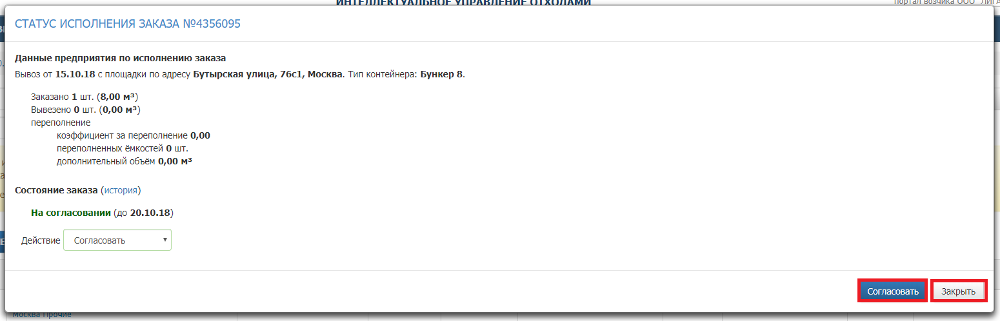 ИНТЕЛЛЕКТУАЛЬНОЕ УПРАВЛЕНИЕ ОТХОДАМИ
портал возчика ООО "ЛИГА
СТАТУС ИСПОЛНЕНИЯ ЗАКАЗА №4356095
Данные предприятия по исполнению заказа
Вывоз от 15.10.18 с площадки по адресу Бутырская улица, 76с1, Москва. Тип контейнера: Бункер 8.
Заказано 1 шт. (8,00 м³)
Вывезено 0 шт. (0,00 м³)
переполнение
коэффициент за переполнение 0,00
переполненных ёмкостей 0 шт.
дополнительный объём 0,00 м³
Состояние заказа (история)
На согласовании (до 20.10.18)
Действие Согласовать
Согласовать Закрыть
Москва Прочие